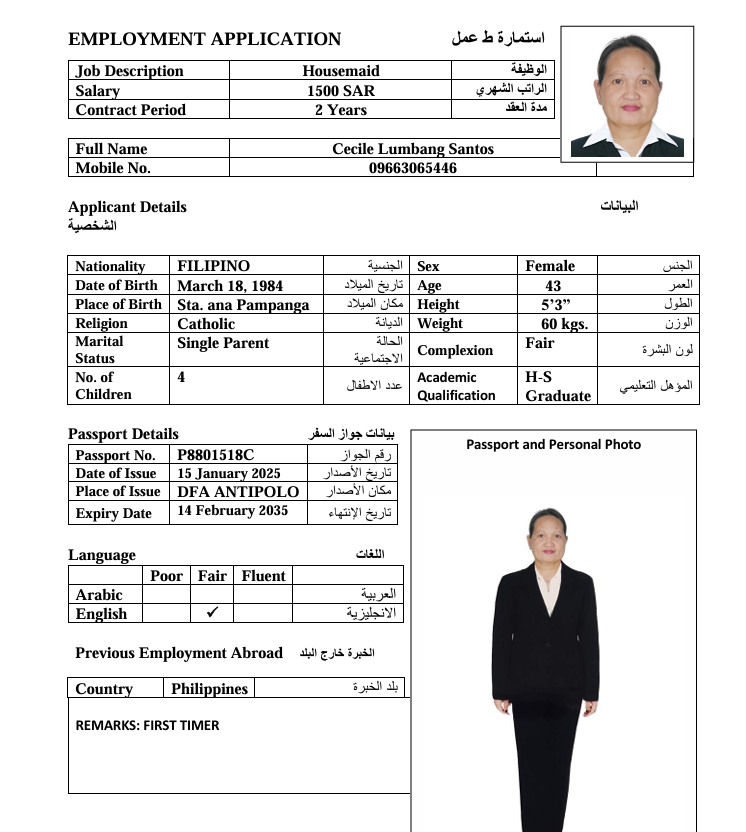 EMPLOYMENT APPLICATION استمارة ط عمل
Job Description Housemaid الوظيفة
Salary 1500 SAR الراتب الشهري
Contract Period 2 Years مدة العقد
Full Name Cecile Lumbang Santos
Mobile No. 09663065446
Applicant Details البيانات
الشخصية
Nationality FILIPINO الجنسية Sex Female الجنس
Date of Birth March 18, 1984 تاريخ الميلاد Age 43 العمر
Place of Birth Sta. ana Pampanga مكان الميلاد Height 5’3” الطول
Religion Catholic الديانة Weight 60 kgs. الوزن
Marital Status Single Parent الحالة الاجتماعية Complexion Fair لون البشرة
No. of Children 4 عدد الاطفال Academic Qualification H-S Graduate المؤهل التعليمي
Passport Details بيانات جواز السفر
Passport No. P8801518C رقم الجواز
Date of Issue 15 January 2025 تاريخ الأصدار
Place of Issue DFA ANTIPOLO مكان الأصدار
Expiry Date 14 February 2035 تاريخ الإنتهاء
Passport and Personal Photo
Language اللغات
Poor Fair Fluent
Arabic العربية
English ✓ الانجليزية
Previous Employment Abroad الخبرة خارج البلد
Country Philippines بلد الخبرة
REMARKS: FIRST TIMER